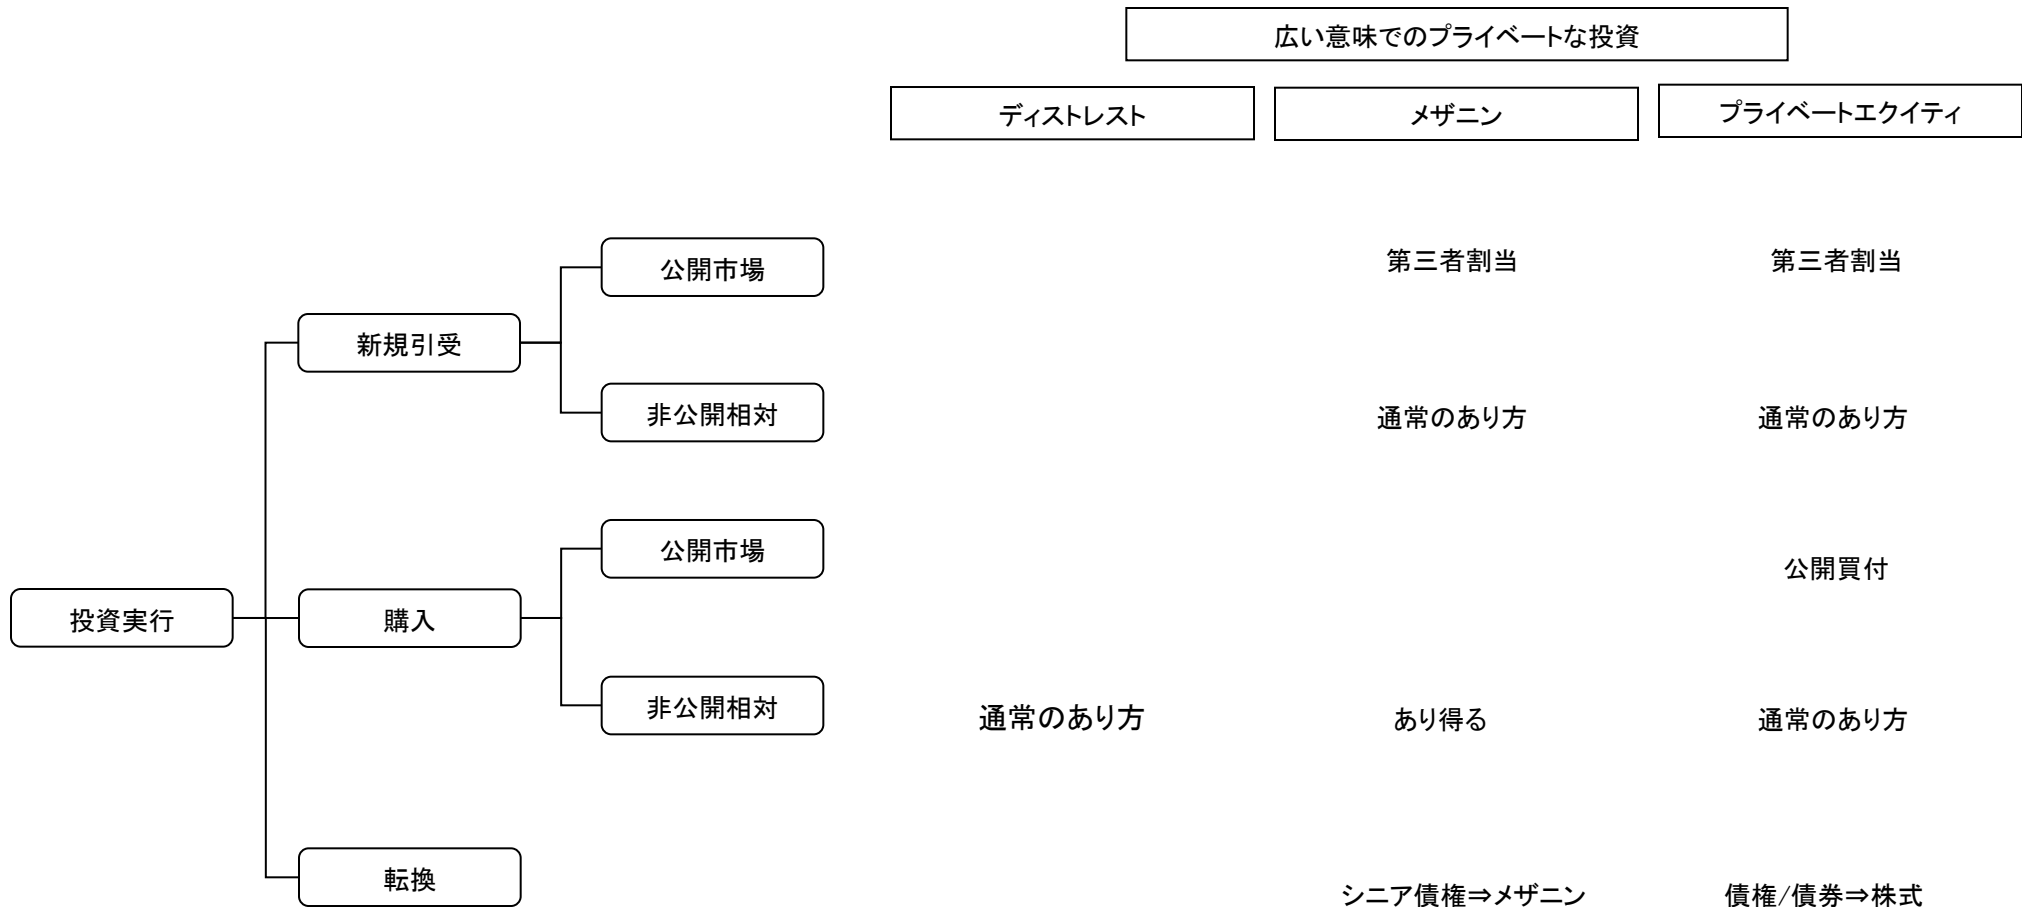 広い意味でのプライベートな投資
ディストレスト
メザニン
プライベートエクイティ
公開市場
第三者割当
第三者割当
新規引受
非公開相対
通常のあり方
通常のあり方
公開市場
公開買付
投資実行
購入
非公開相対
通常のあり方
あり得る
通常のあり方
転換
シニア債権⇒メザニン
債権/債券⇒株式